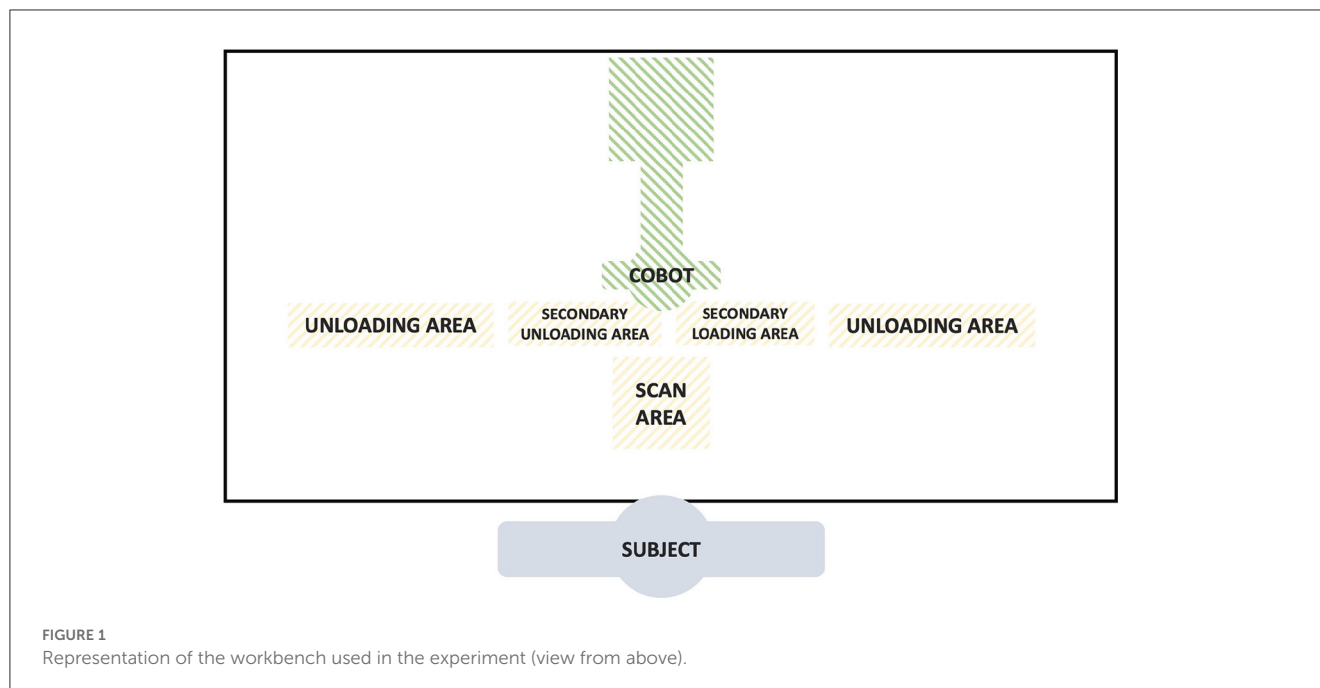 COBOT
UNLOADING AREA
SECONDARY
UNLOADING AREA
SECONDARY
LOADING AREA
UNLOADING AREA
SCAN
AREA
SUBJECT
FIGURE 1
Representation of the workbench used in the experiment (view from above).